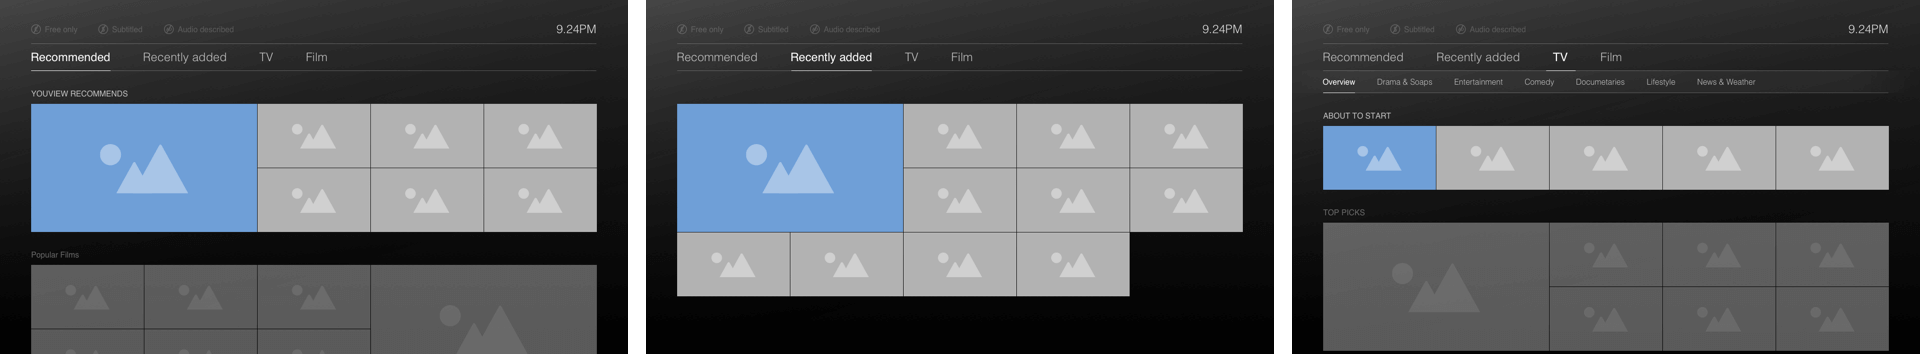 Free only Subtitled Audio described 9.24PM
Recommended Recently added TV Film
YOUVIEW RECOMMENDS
Popular Films
Free only Subtitled Audio described 9.24PM
Recommended Recently added TV Film
Free only Subtitled Audio described 9.24PM
Recommended Recently added TV Film
Overview Drama & Soaps Entertainment Comedy Documetaries Lifestyle News & Weather
ABOUT TO START
TOP PICKS